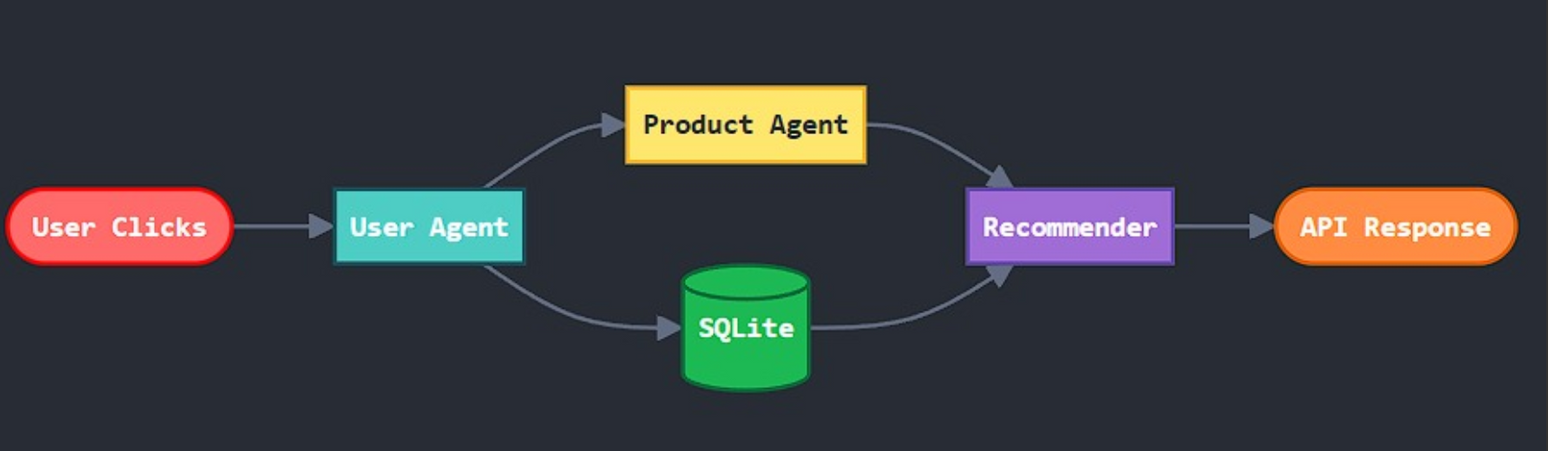 User Clicks
User Agent
Product Agent
SQLite
Recommender
API Response